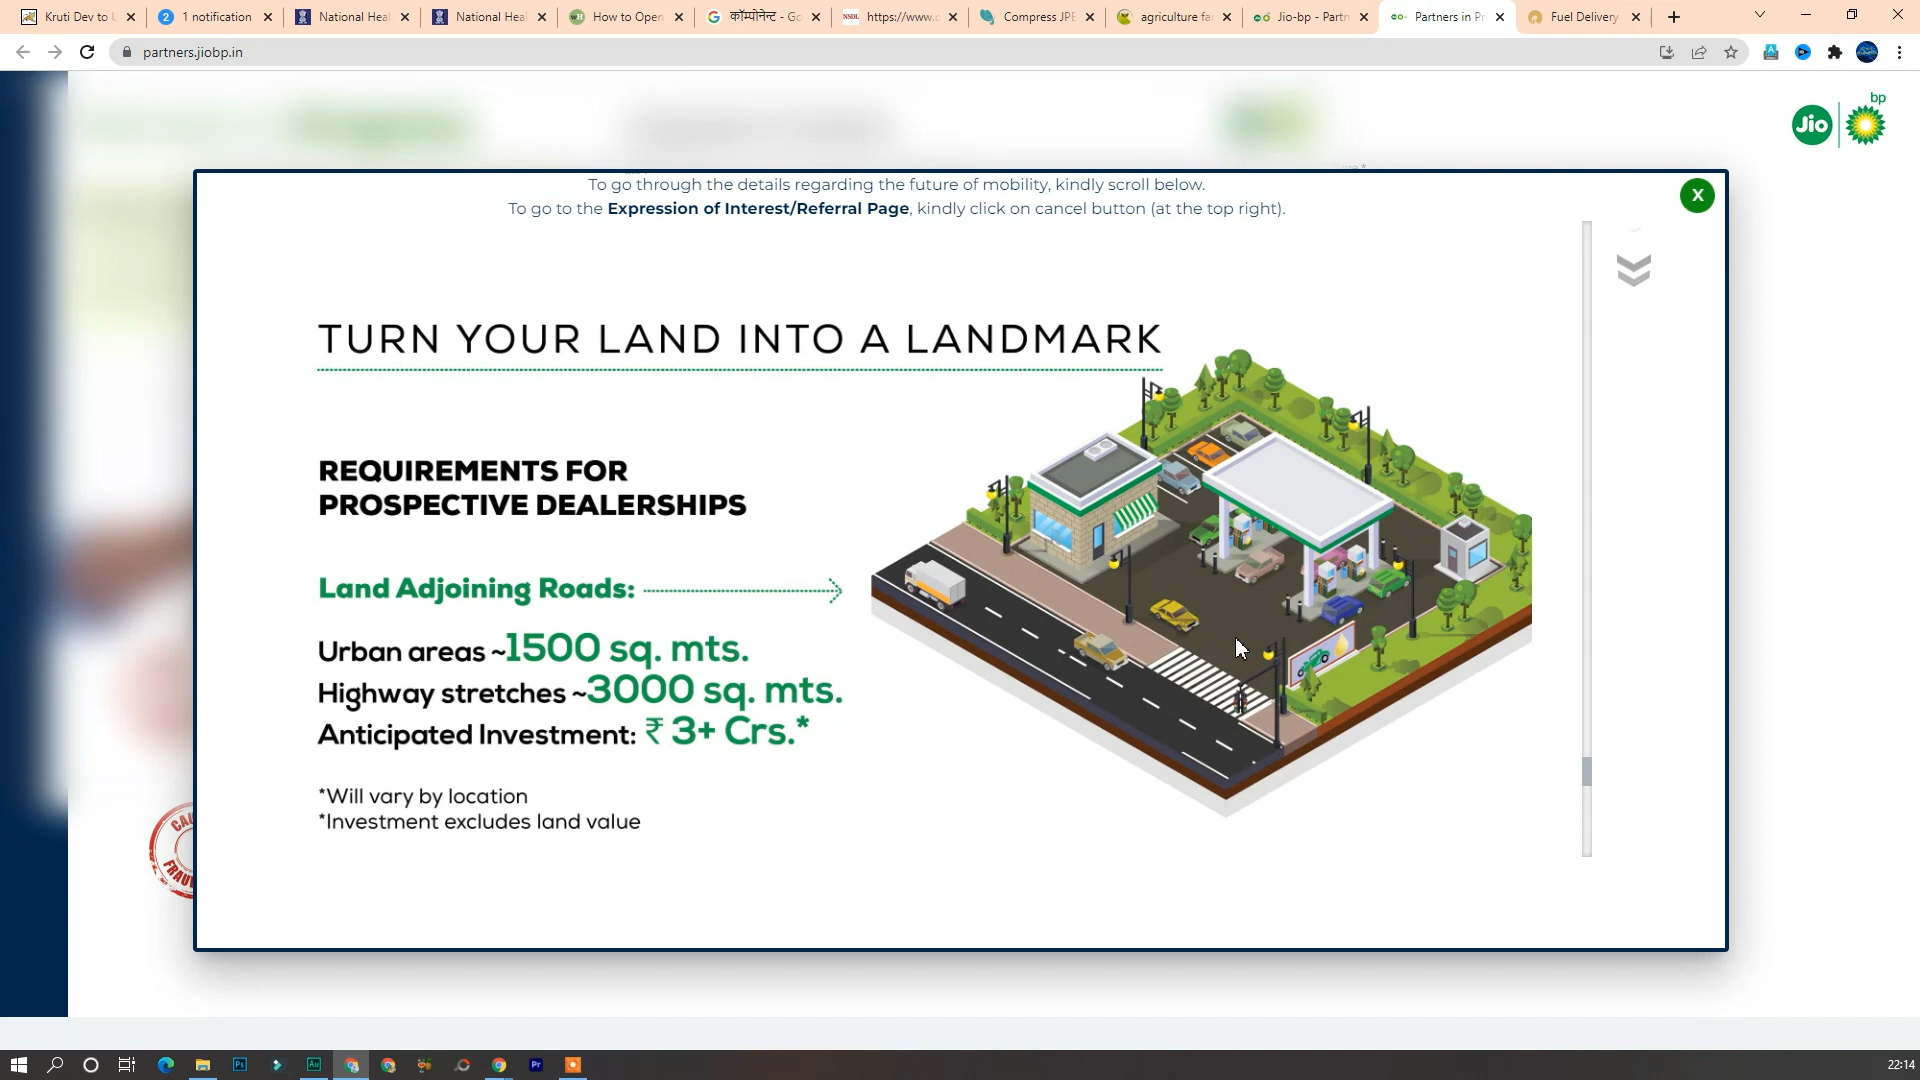 Kruti Dev to U
1 notification
National Heal
National Heal
How to Open
कॉम्पोनेन्ट - Go
https://www.c
Compress JPE
agriculture fa
Jio-bp - Partn
Partners in Pr
Fuel Delivery
partners.jiobp.in
bp
Jio
To go through the details regarding the future of mobility, kindly scroll below.
To go to the Expression of Interest/Referral Page, kindly click on cancel button (at the top right).
X
TURN YOUR LAND INTO A LANDMARK
REQUIREMENTS FOR
PROSPECTIVE DEALERSHIPS
Land Adjoining Roads:
Urban areas ~1500 sq. mts.
Highway stretches ~3000 sq. mts.
Anticipated Investment: ₹ 3+ Crs.*
*Will vary by location
*Investment excludes land value
22:14